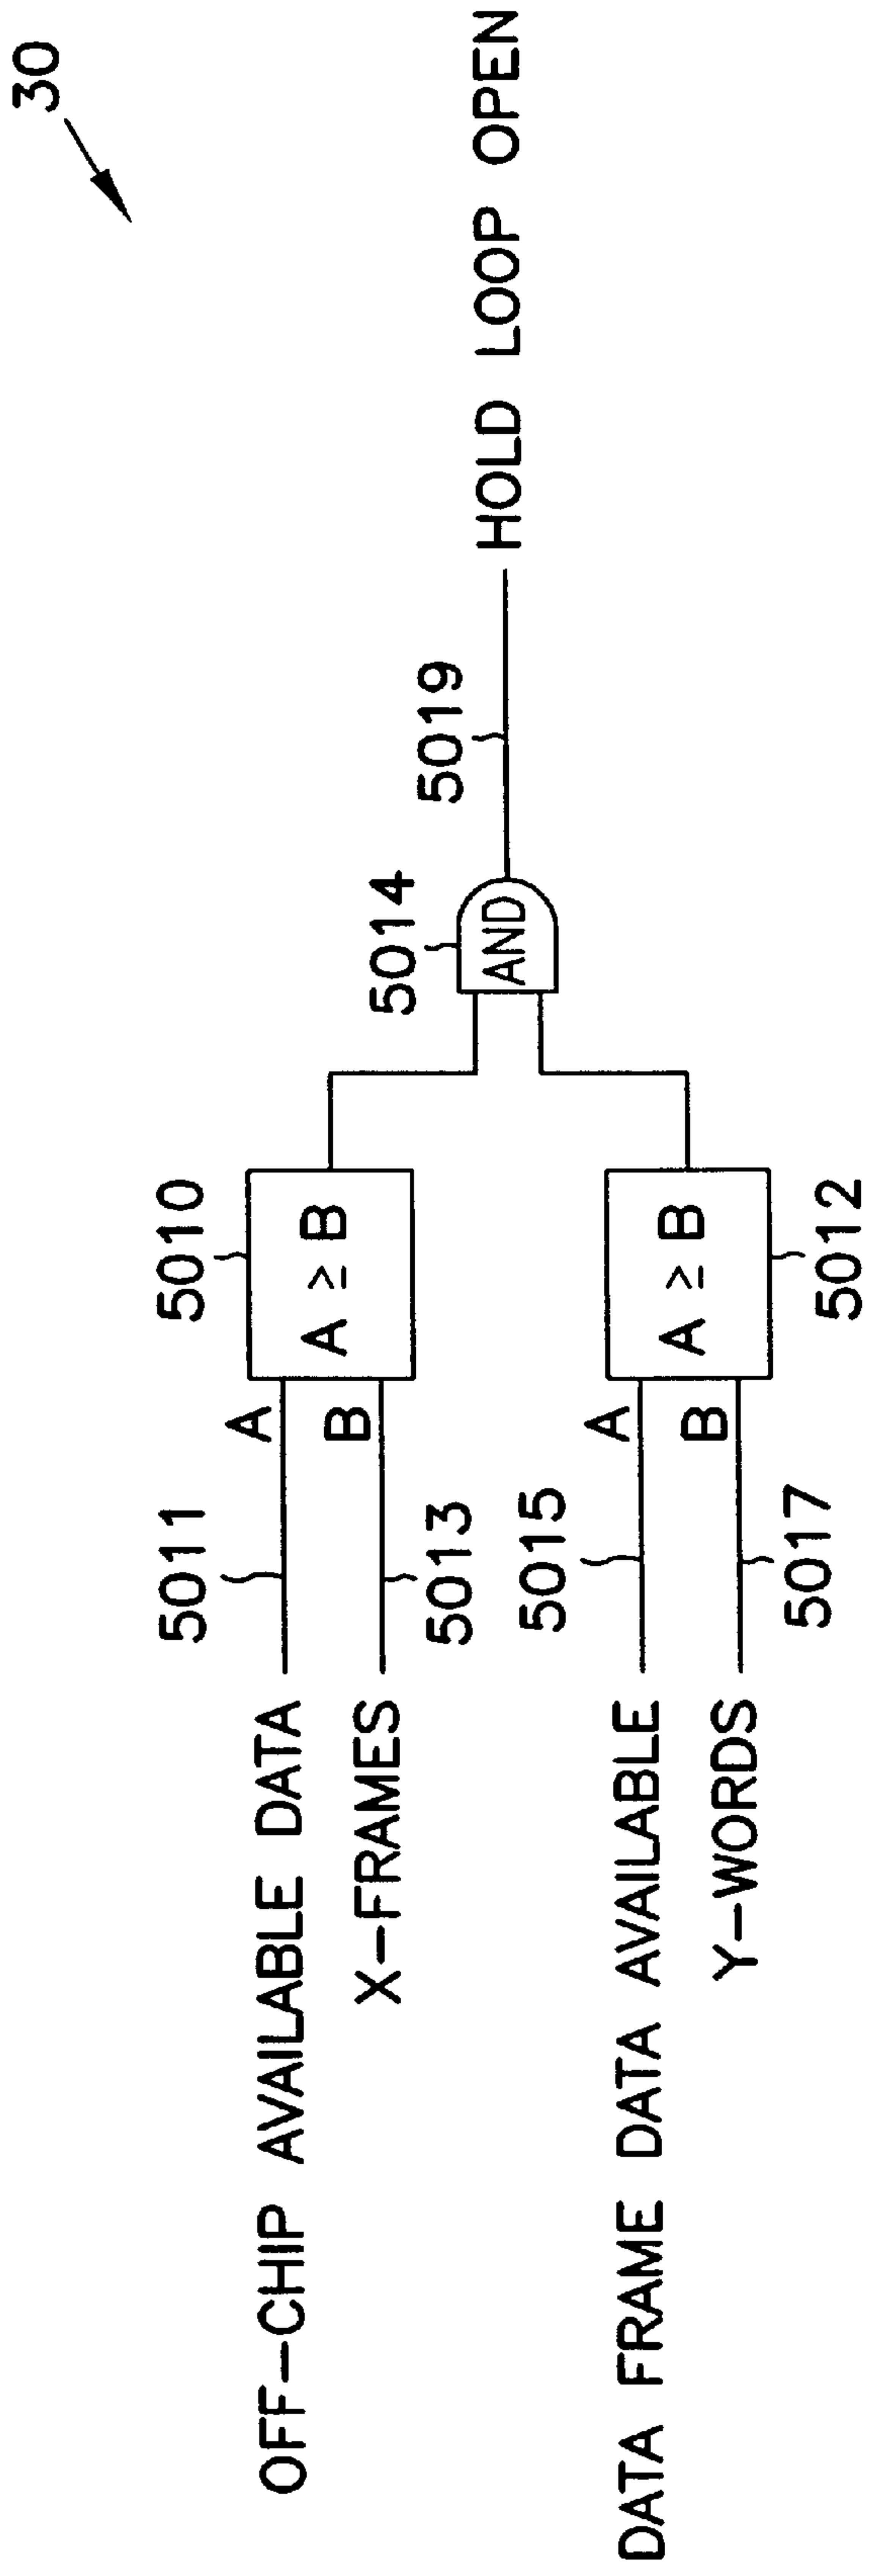 30
OFF-CHIP AVAILABLE DATA
5011
A
5010
A ≥ B
X-FRAMES
5013
B
5014
AND
5019
HOLD LOOP OPEN
DATA FRAME DATA AVAILABLE
5015
A
A ≥ B
Y-WORDS
5017
B
5012